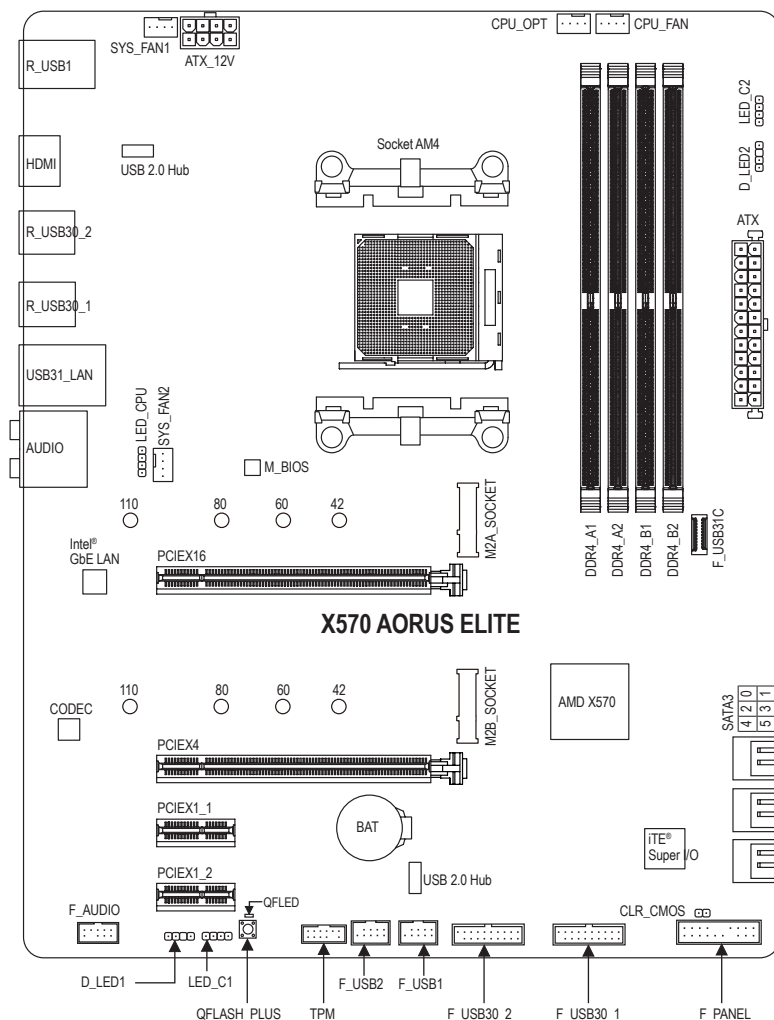 CPU_OPT
CPU_FAN
SYS_FAN1
ATX_12V
R_USB1
LED_C2
D_LED2
HDMI
USB 2.0 Hub
Socket AM4
R_USB30_2
ATX
R_USB30_1
USB31_LAN
LED_CPU
SYS_FAN2
AUDIO
M_BIOS
110
80
60
42
M2A_SOCKET
DDR4_A1
DDR4_A2
DDR4_B1
DDR4_B2
F_USB31C
Intel®
GbE LAN
PCIEX16
X570 AORUS ELITE
110
80
60
42
CODEC
M2B_SOCKET
AMD X570
SATA3
4 2 0
5 3 1
PCIEX4
PCIEX1_1
BAT
iTE®
Super I/O
PCIEX1_2
USB 2.0 Hub
QFLED
F_AUDIO
CLR_CMOS
D_LED1
LED_C1
F_USB2
F_USB1
QFLASH_PLUS
TPM
F_USB30_2
F_USB30_1
F_PANEL